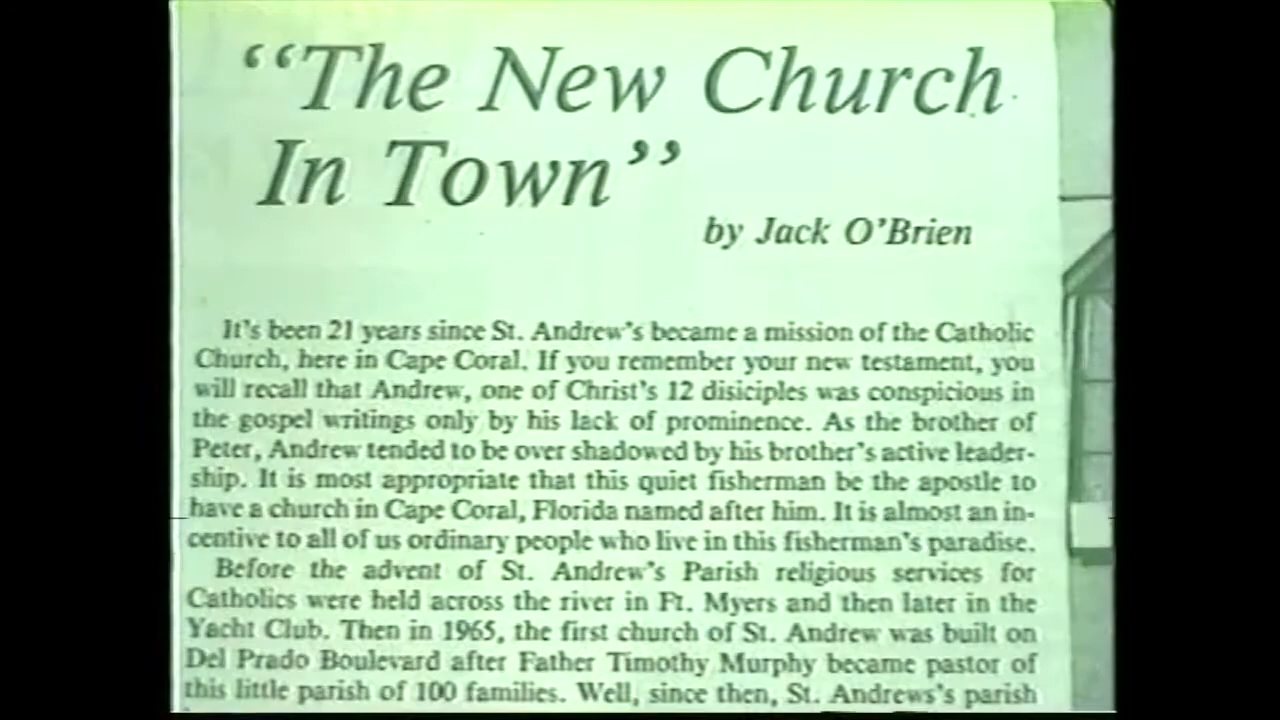 “The New Church
In Town”
by Jack O’Brien
It’s been 21 years since St. Andrew’s became a mission of the Catholic
Church, here in Cape Coral. If you remember your new testament, you
will recall that Andrew, one of Christ’s 12 disiciples was conspicious in
the gospel writings only by his lack of prominence. As the brother of
Peter, Andrew tended to be over shadowed by his brother’s active leader-
ship. It is most appropriate that this quiet fisherman be the apostle to
have a church in Cape Coral, Florida named after him. It is almost an in-
centive to all of us ordinary people who live in this fisherman’s paradise.
Before the advent of St. Andrew’s Parish religious services for
Catholics were held across the river in Ft. Myers and then later in the
Yacht Club. Then in 1965, the first church of St. Andrew was built on
Del Prado Boulevard after Father Timothy Murphy became pastor of
this little parish of 100 families. Well, since then, St. Andrews’s parish